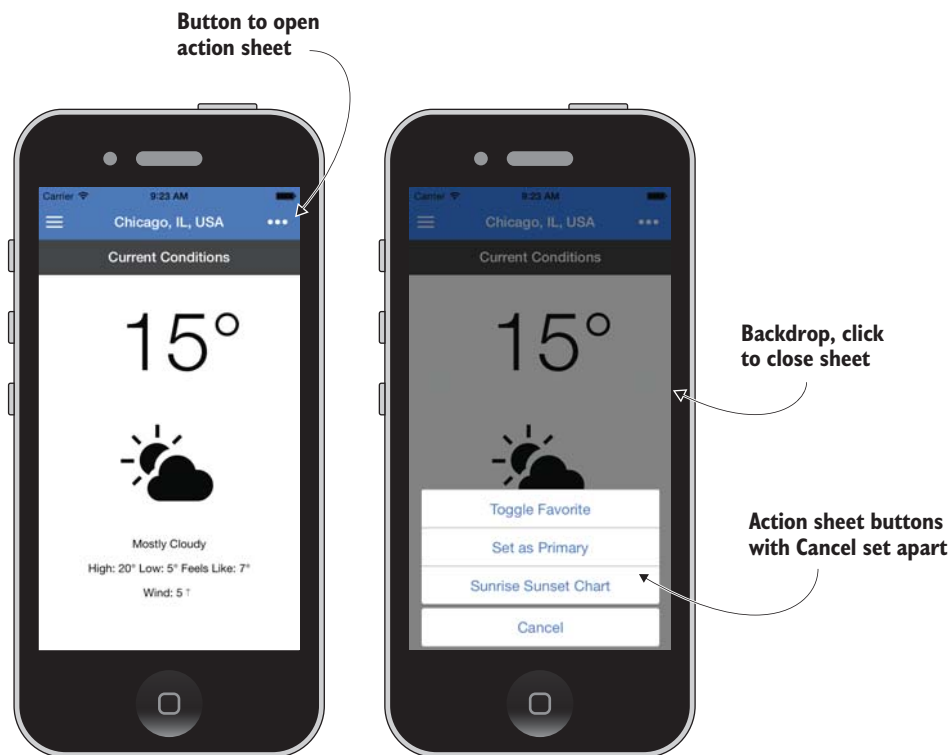 Button to open
action sheet
Carrier 9:23 AM
Chicago, IL, USA
Current Conditions
15°
Mostly Cloudy
High: 20° Low: 5° Feels Like: 7°
Wind: 5 ↑
Carrier 9:23 AM
Chicago, IL, USA
Current Conditions
15°
Toggle Favorite
Set as Primary
Sunrise Sunset Chart
Cancel
Backdrop, click
to close sheet
Action sheet buttons
with Cancel set apart